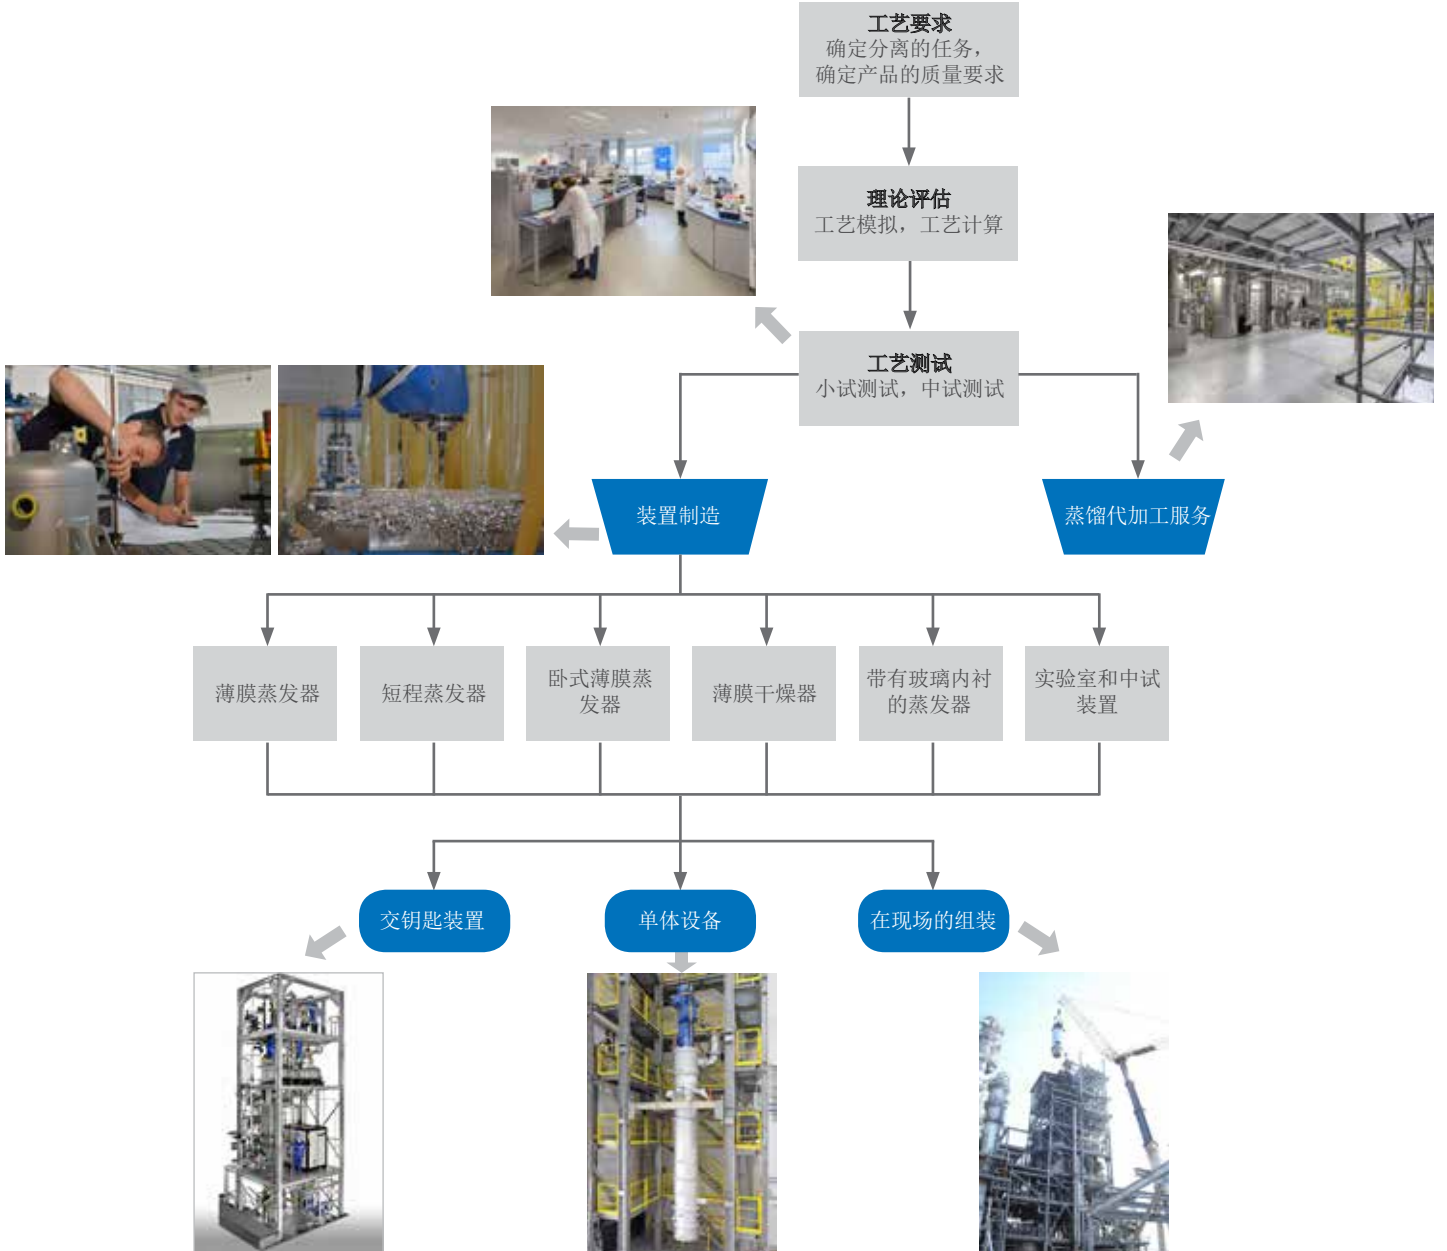 工艺要求
确定分离的任务，
确定产品的质量要求
理论评估
工艺模拟，工艺计算
工艺测试
小试测试，中试测试
装置制造
蒸馏代加工服务
薄膜蒸发器
短程蒸发器
卧式薄膜蒸
发器
薄膜干燥器
带有玻璃内衬
的蒸发器
实验室和中试
装置
交钥匙装置
单体设备
在现场的组装